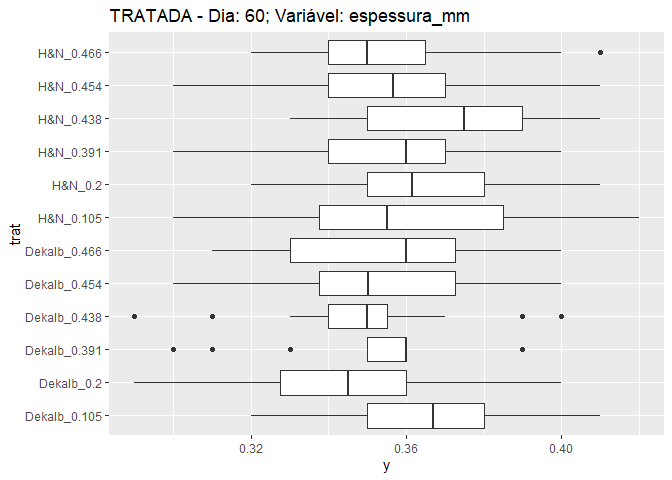 TRATADA - Dia: 60; Variável: espessura_mm
H&N_0.466
H&N_0.454
H&N_0.438
H&N_0.391
H&N_0.2
H&N_0.105
Dekalb_0.466
Dekalb_0.454
Dekalb_0.438
Dekalb_0.391
Dekalb_0.2
Dekalb_0.105
trat
0.32
0.36
0.40
y